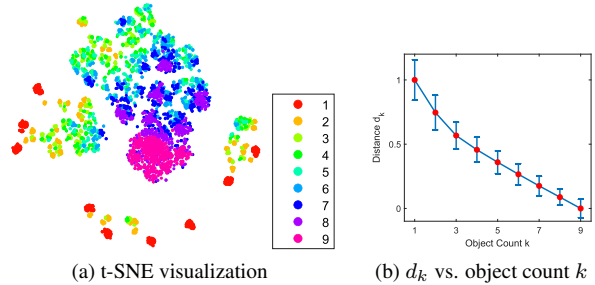 1
2
3
4
5
6
7
8
9
1
0.5
0
Distance d_k
1 3 5 7 9
Object Count k
(a) t-SNE visualization
(b) d_k vs. object count k